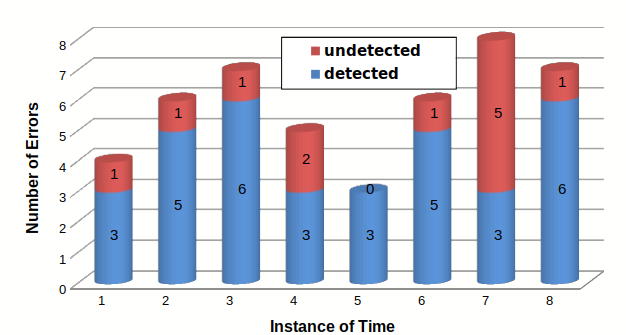 undetected
detected
Number of Errors
8
7
6
5
4
3
2
1
0
1 1 1 2 0 1 5 1
3 5 6 3 3 5 3 6
1 2 3 4 5 6 7 8
Instance of Time